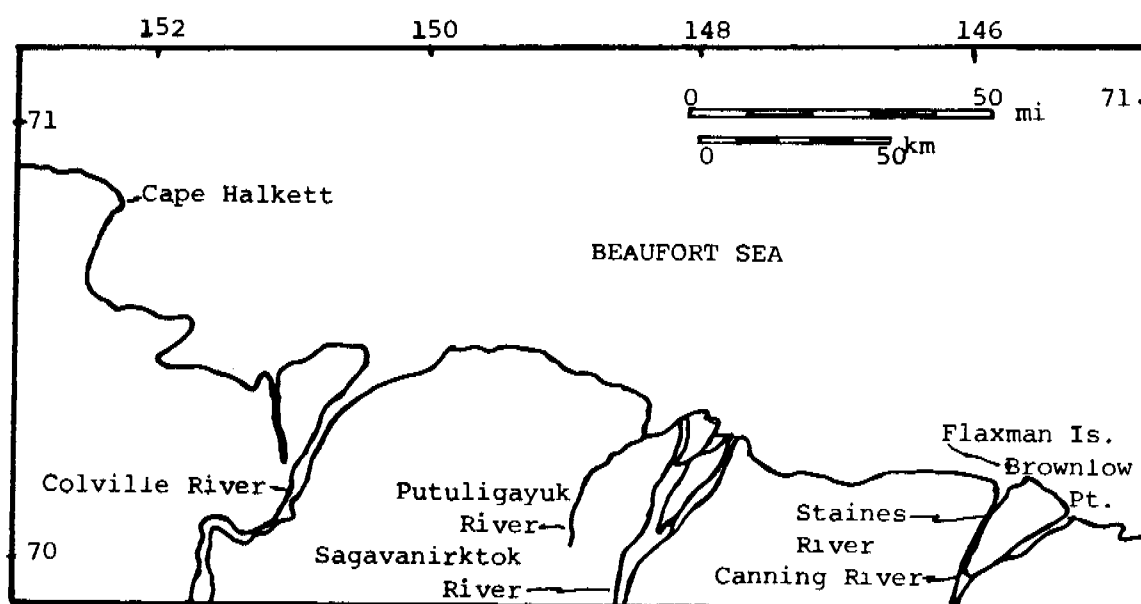 152 150 148 146
0 50 mi 71.
71
0 50 km
Cape Halkett
BEAUFORT SEA
Flaxman Is.
Brownlow
Pt.
Colville River
Putuligayuk
River
Staines
River
70
Sagavanirktok
River
Canning River